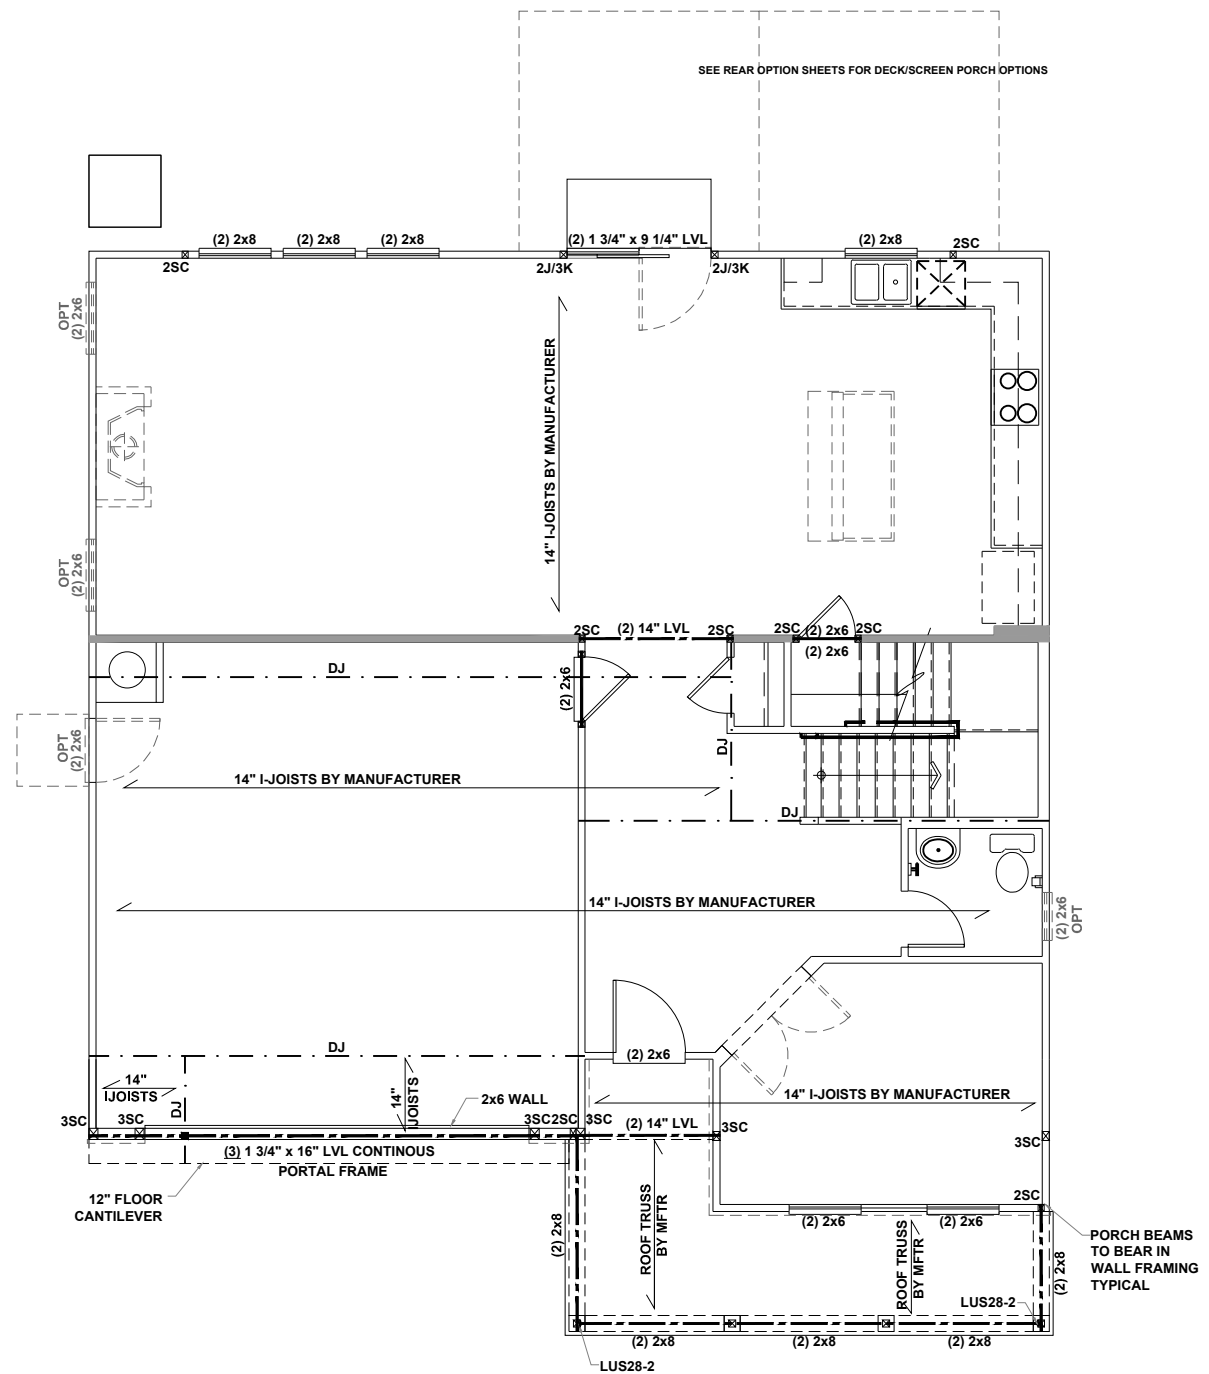 SEE REAR OPTION SHEETS FOR DECK/SCREEN PORCH OPTIONS
(2) 2x8
(2) 2x8
(2) 2x8
(2) 1 3/4" x 9 1/4" LVL
(2) 2x8
2SC
2SC
2J/3K
2J/3K
OPT
(2) 2x6
14" I-JOISTS BY MANUFACTURER
OPT
(2) 2x6
2SC
(2) 14" LVL
2SC
2SC
(2) 2x6
2SC
(2) 2x6
DJ
(2) 2x6
OPT
(2) 2x6
DJ
14" I-JOISTS BY MANUFACTURER
DJ
14" I-JOISTS BY MANUFACTURER
(2) 2x6
OPT
DJ
(2) 2x6
14"
IJOISTS
DJ
14"
IJOISTS
2x6 WALL
14" I-JOISTS BY MANUFACTURER
3SC
3SC
3SC
2SC
3SC
(2) 14" LVL
3SC
3SC
(3) 1 3/4" x 16" LVL CONTINOUS
PORTAL FRAME
12" FLOOR
CANTILEVER
2SC
(2) 2x8
ROOF TRUSS
BY MFTR
(2) 2x6
(2) 2x6
ROOF TRUSS
BY MFTR
(2) 2x8
PORCH BEAMS
TO BEAR IN
WALL FRAMING
TYPICAL
LUS28-2
(2) 2x8
(2) 2x8
(2) 2x8
LUS28-2